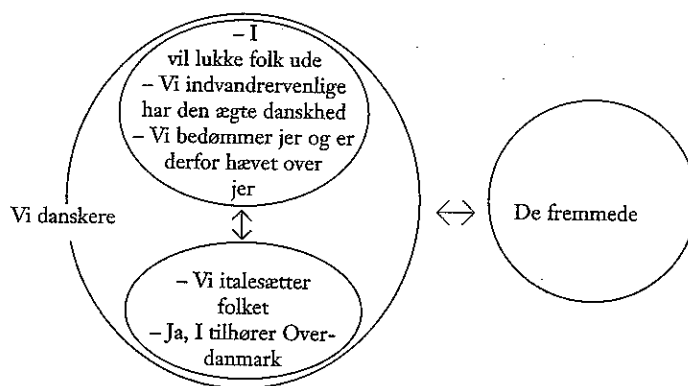 – I
vil lukke folk ude
– Vi indvandrervenlige
har den ægte danskhed
– Vi bedømmer jer og er
derfor hævet over
jer
Vi danskere
De fremmede
– Vi italesætter
folket
– Ja, I tilhører Over-
danmark